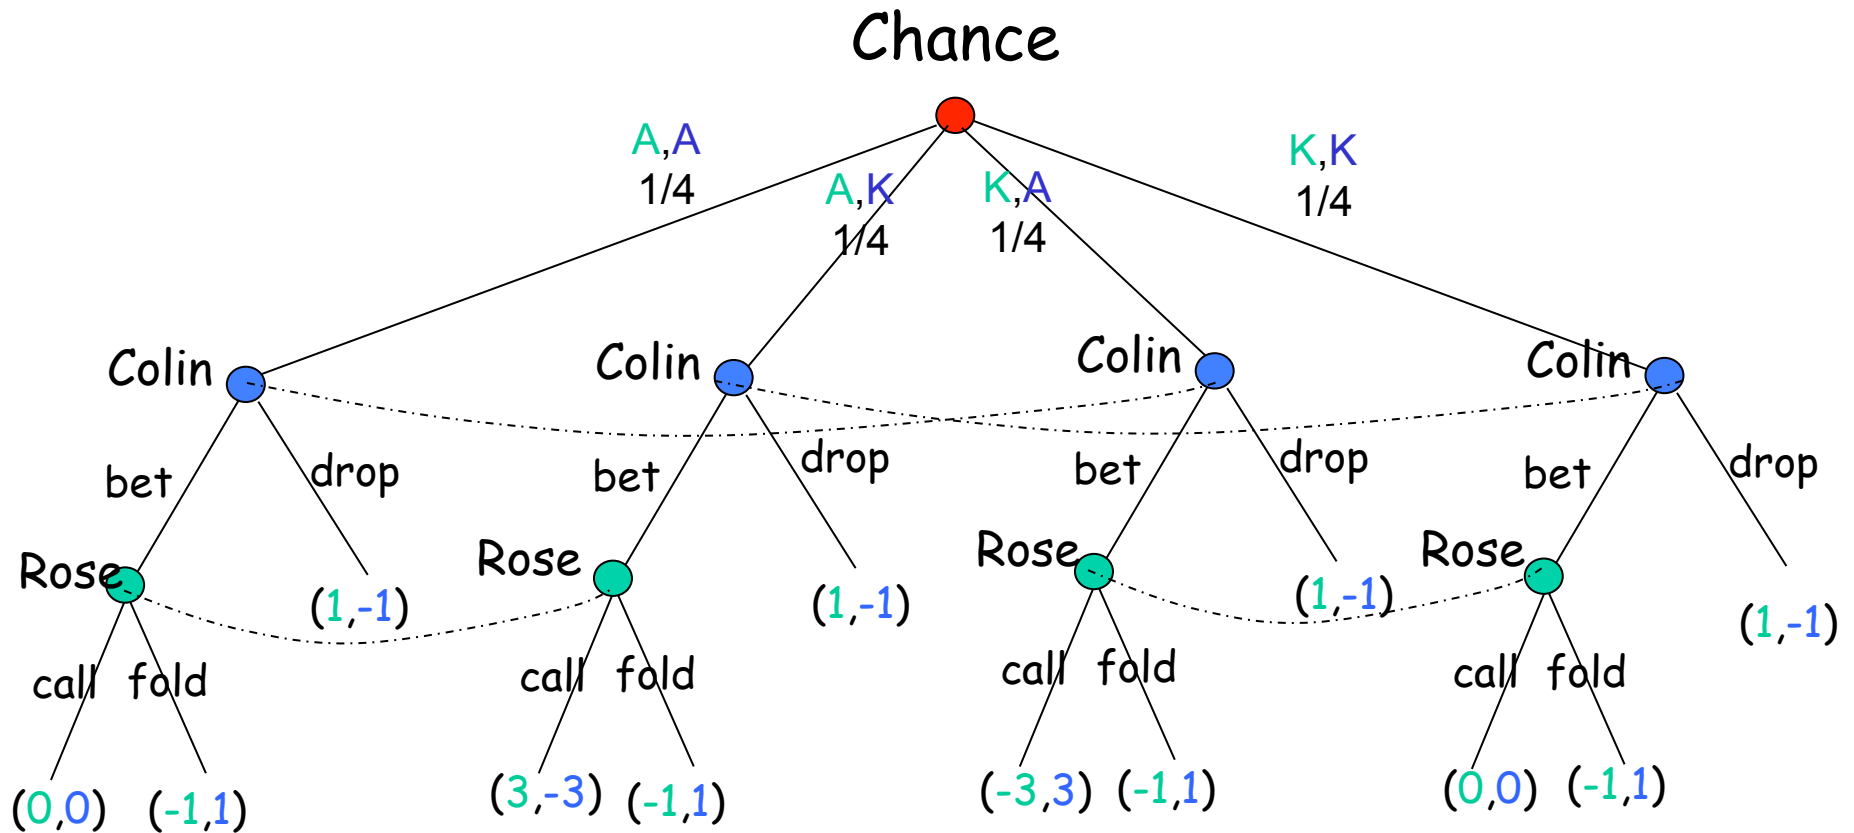 Chance
A,A
1/4
A,K
1/4
K,A
1/4
K,K
1/4
Colin
Colin
Colin
Colin
bet
drop
bet
drop
bet
drop
bet
drop
Rose
Rose
Rose
Rose
(1,-1)
(1,-1)
(1,-1)
(1,-1)
call
fold
call
fold
call
fold
call
fold
(0,0)
(-1,1)
(3,-3)
(-1,1)
(-3,3)
(-1,1)
(0,0)
(-1,1)